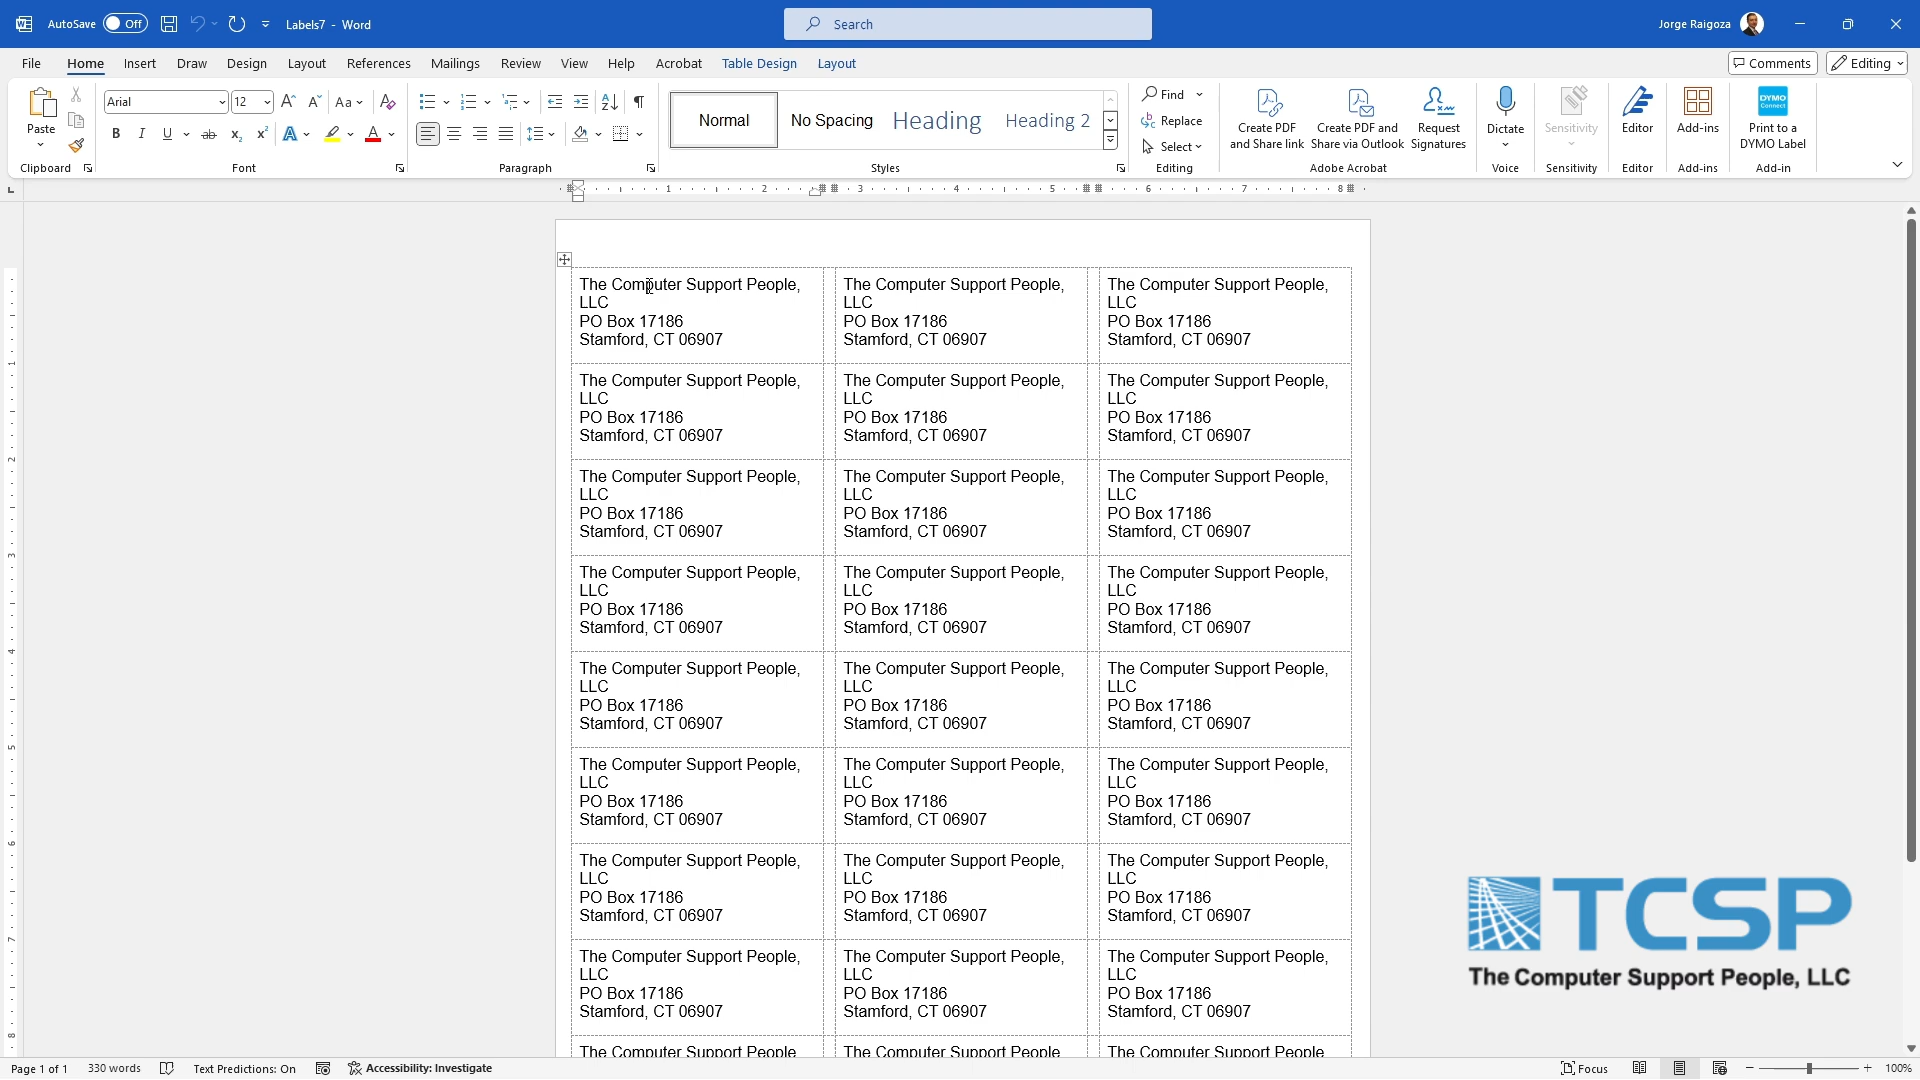 AutoSave Off Labels7 - Word Search Jorge Raigoza
File Home Insert Draw Design Layout References Mailings Review View Help Acrobat Table Design Layout Comments Editing
Paste Arial 12 Aa Normal No Spacing Heading Heading 2 Find Replace Select Create PDF and Share link Create PDF and Share via Outlook Request Signatures Dictate Sensitivity Editor Add-ins DYMO Connect Print to a DYMO Label
Clipboard Font Paragraph Styles Editing Adobe Acrobat Voice Sensitivity Editor Add-ins Add-in
1 2 3 4 5 6 7 8
The Computer Support People, The Computer Support People, The Computer Support People,
LLC LLC LLC
PO Box 17186 PO Box 17186 PO Box 17186
Stamford, CT 06907 Stamford, CT 06907 Stamford, CT 06907
The Computer Support People, The Computer Support People, The Computer Support People,
LLC LLC LLC
PO Box 17186 PO Box 17186 PO Box 17186
Stamford, CT 06907 Stamford, CT 06907 Stamford, CT 06907
The Computer Support People, The Computer Support People, The Computer Support People,
LLC LLC LLC
PO Box 17186 PO Box 17186 PO Box 17186
Stamford, CT 06907 Stamford, CT 06907 Stamford, CT 06907
The Computer Support People, The Computer Support People, The Computer Support People,
LLC LLC LLC
PO Box 17186 PO Box 17186 PO Box 17186
Stamford, CT 06907 Stamford, CT 06907 Stamford, CT 06907
The Computer Support People, The Computer Support People, The Computer Support People,
LLC LLC LLC
PO Box 17186 PO Box 17186 PO Box 17186
Stamford, CT 06907 Stamford, CT 06907 Stamford, CT 06907
The Computer Support People, The Computer Support People, The Computer Support People,
LLC LLC LLC
PO Box 17186 PO Box 17186 PO Box 17186
Stamford, CT 06907 Stamford, CT 06907 Stamford, CT 06907
The Computer Support People, The Computer Support People, The Computer Support People,
LLC LLC LLC
PO Box 17186 PO Box 17186 PO Box 17186
Stamford, CT 06907 Stamford, CT 06907 Stamford, CT 06907
The Computer Support People, The Computer Support People, The Computer Support People,
LLC LLC LLC
PO Box 17186 PO Box 17186 PO Box 17186
Stamford, CT 06907 Stamford, CT 06907 Stamford, CT 06907
The Computer Support People The Computer Support People The Computer Support People
TCSP
The Computer Support People, LLC
Page 1 of 1 330 words Text Predictions: On Accessibility: Investigate Focus 100%